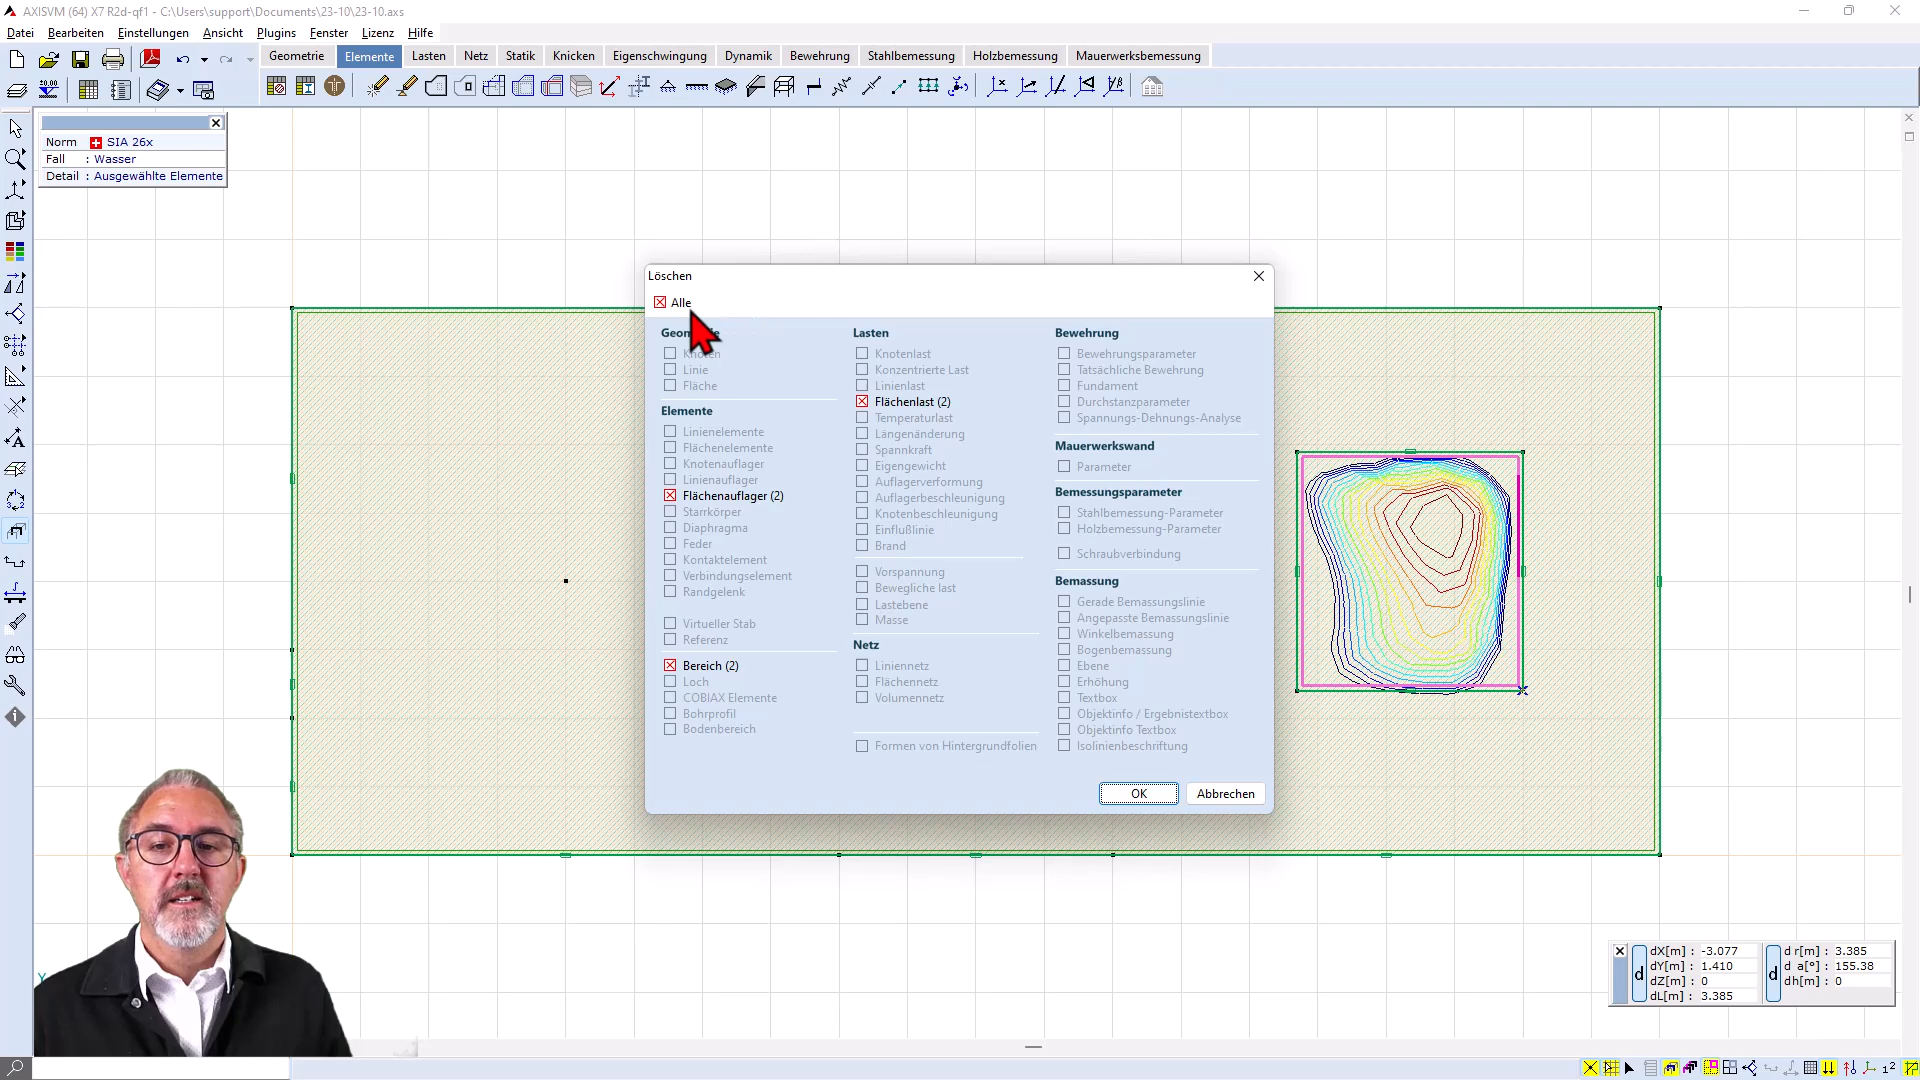 AXISVM (64) X7 R2d-qf1 - C:\Users\support\Documents\23-10\23-10.axs
Datei Bearbeiten Einstellungen Ansicht Plugins Fenster Lizenz Hilfe
Geometrie Elemente Lasten Netz Statik Knicken Eigenschwingung Dynamik Bewehrung Stahlbemessung Holzbemessung Mauerwerksbemessung
Norm SIA 26x
Fall : Wasser
Detail : Ausgewählte Elemente
Löschen
Alle
Knoten
Linie
Fläche
Elemente
Linienelemente
Flächenelemente
Knotenauflager
Linienauflager
Flächenauflager (2)
Starrkörper
Diaphragma
Feder
Kontaktelement
Verbindungselement
Randgelenk
Virtueller Stab
Referenz
Bereich (2)
Loch
COBIAX Elemente
Bohrprofil
Bodenbereich
Lasten
Knotenlast
Konzentrierte Last
Linienlast
Flächenlast (2)
Temperaturlast
Längenänderung
Spannkraft
Eigengewicht
Auflagerverformung
Auflagerbeschleunigung
Knotenbeschleunigung
Einflußlinie
Brand
Vorspannung
Bewegliche last
Lastebene
Masse
Netz
Liniennetz
Flächennetz
Volumennetz
Formen von Hintergrundfolien
Bewehrung
Bewehrungsparameter
Tatsächliche Bewehrung
Fundament
Durchstanzparameter
Spannungs-Dehnungs-Analyse
Mauerwerkswand
Parameter
Bemessungsparameter
Stahlbemessung-Parameter
Holzbemessung-Parameter
Schraubverbindung
Bemassung
Gerade Bemassungslinie
Angepasste Bemassungslinie
Winkelbemassung
Bogenbemassung
Ebene
Erhöhung
Textbox
Objektinfo / Ergebnistextbox
Objektinfo Textbox
Isolinienbeschriftung
OK Abbrechen
Y
d
dX[m] : -3.077
dY[m] : 1.410
dZ[m] : 0
dL[m] : 3.385
d
d r[m] : 3.385
d a[°] : 155.38
dh[m] : 0